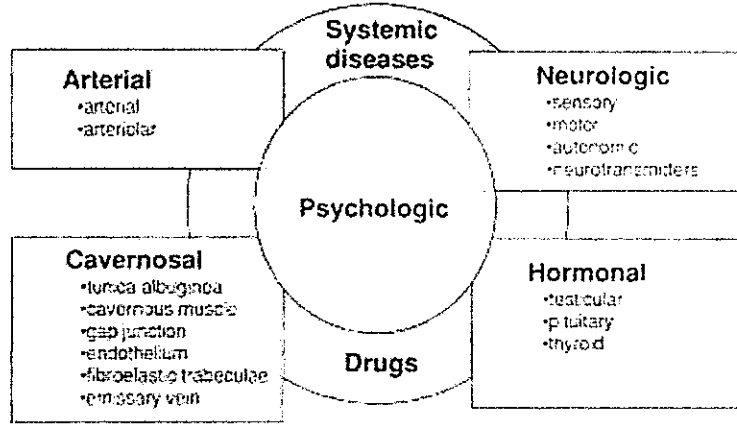 Systemic
diseases
Arterial
•arterial
•arteriolar
Neurologic
•sensory
•motor
•autonomic
•neurotransmitters
Psychologic
Cavernosal
•tunica albuginea
•cavernous muscle
•gap junction
•endothelium
•fibroelastic trabeculae
•emissary vein
Hormonal
•testicular
•pituitary
•thyroid
Drugs